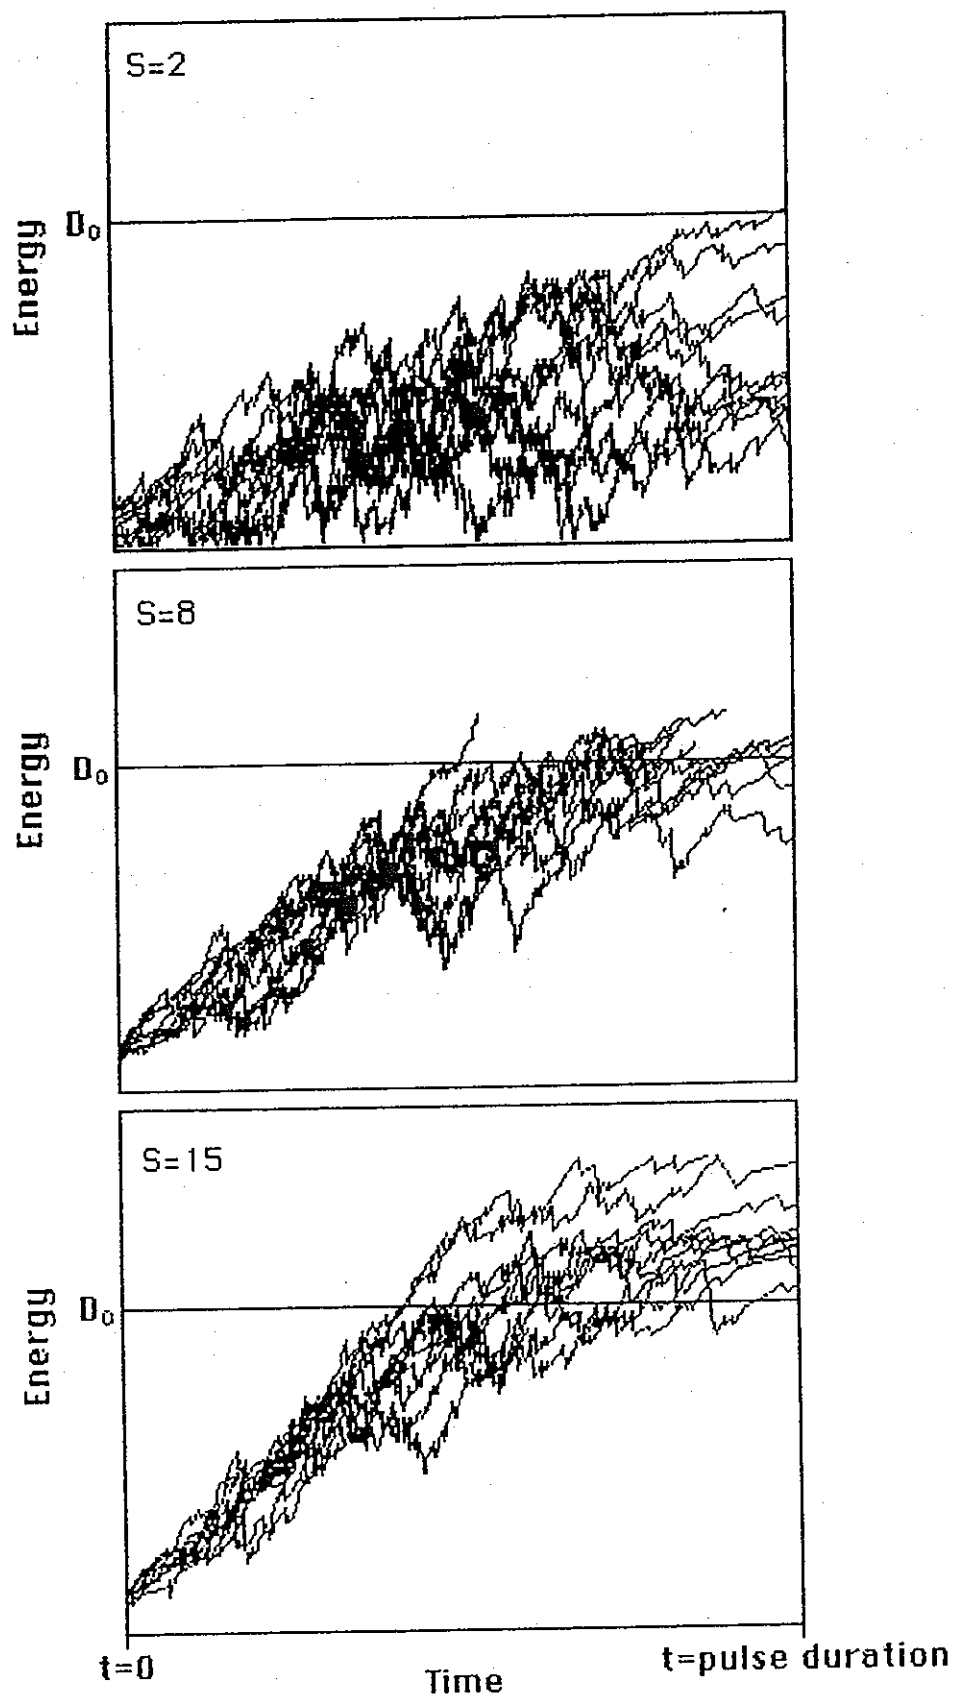 S=2
D₀
Energy
S=8
D₀
Energy
S=15
D₀
Energy
t=0
Time
t=pulse duration